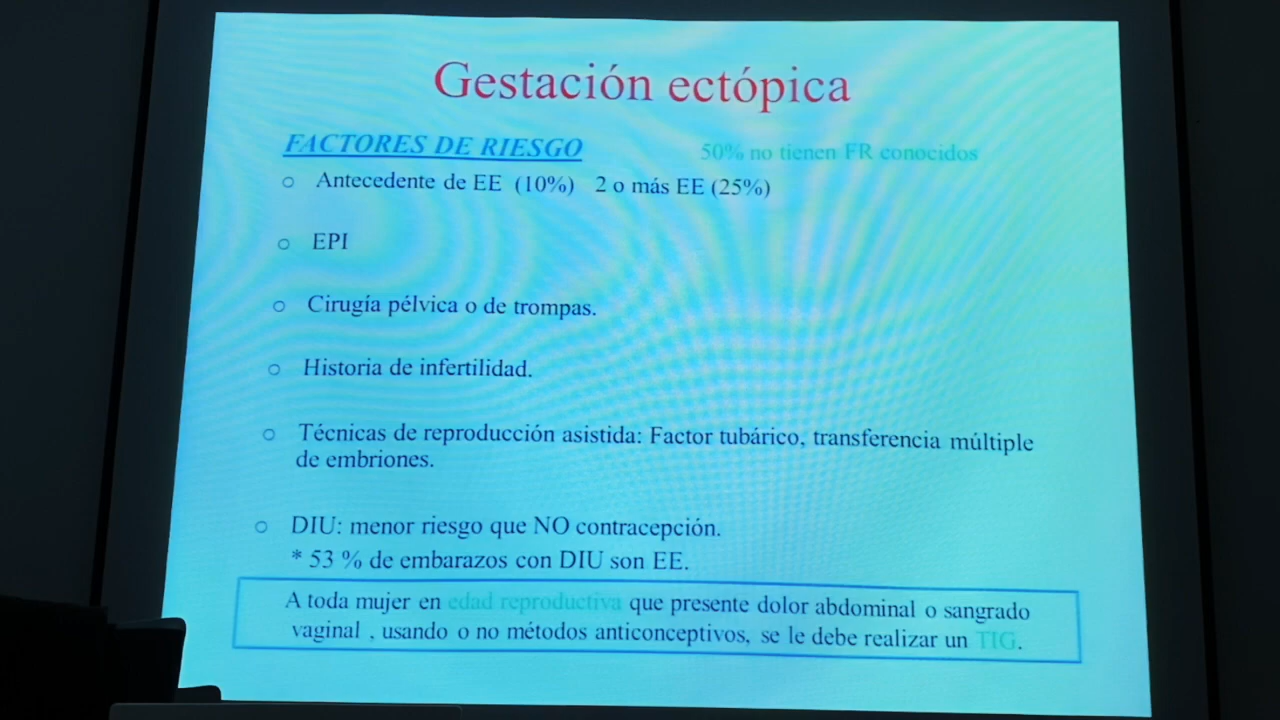 Gestación ectópica
FACTORES DE RIESGO 50% no tienen FR conocidos
○ Antecedente de EE (10%) 2 o más EE (25%)
○ EPI
○ Cirugía pélvica o de trompas.
○ Historia de infertilidad.
○ Técnicas de reproducción asistida: Factor tubárico, transferencia múltiple
de embriones.
○ DIU: menor riesgo que NO contracepción.
* 53 % de embarazos con DIU son EE.
A toda mujer en edad reproductiva que presente dolor abdominal o sangrado
vaginal , usando o no métodos anticonceptivos, se le debe realizar un TIG.